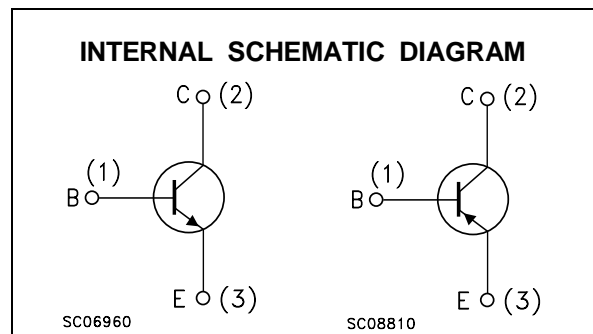 INTERNAL SCHEMATIC DIAGRAM
C (2) C (2)
(1) (1)
B B
E (3) E (3)
SC06960 SC08810